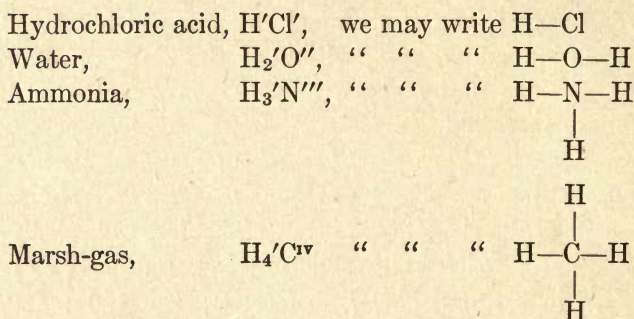 Hydrochloric acid, H′Cl′, we may write H—Cl
Water, H₂′O″, “ “ “ H—O—H
Ammonia, H₃′N‴, “ “ “ H—N—H
|
H
H
|
Marsh-gas, H₄′Cᴵⱽ “ “ “ H—C—H
|
H